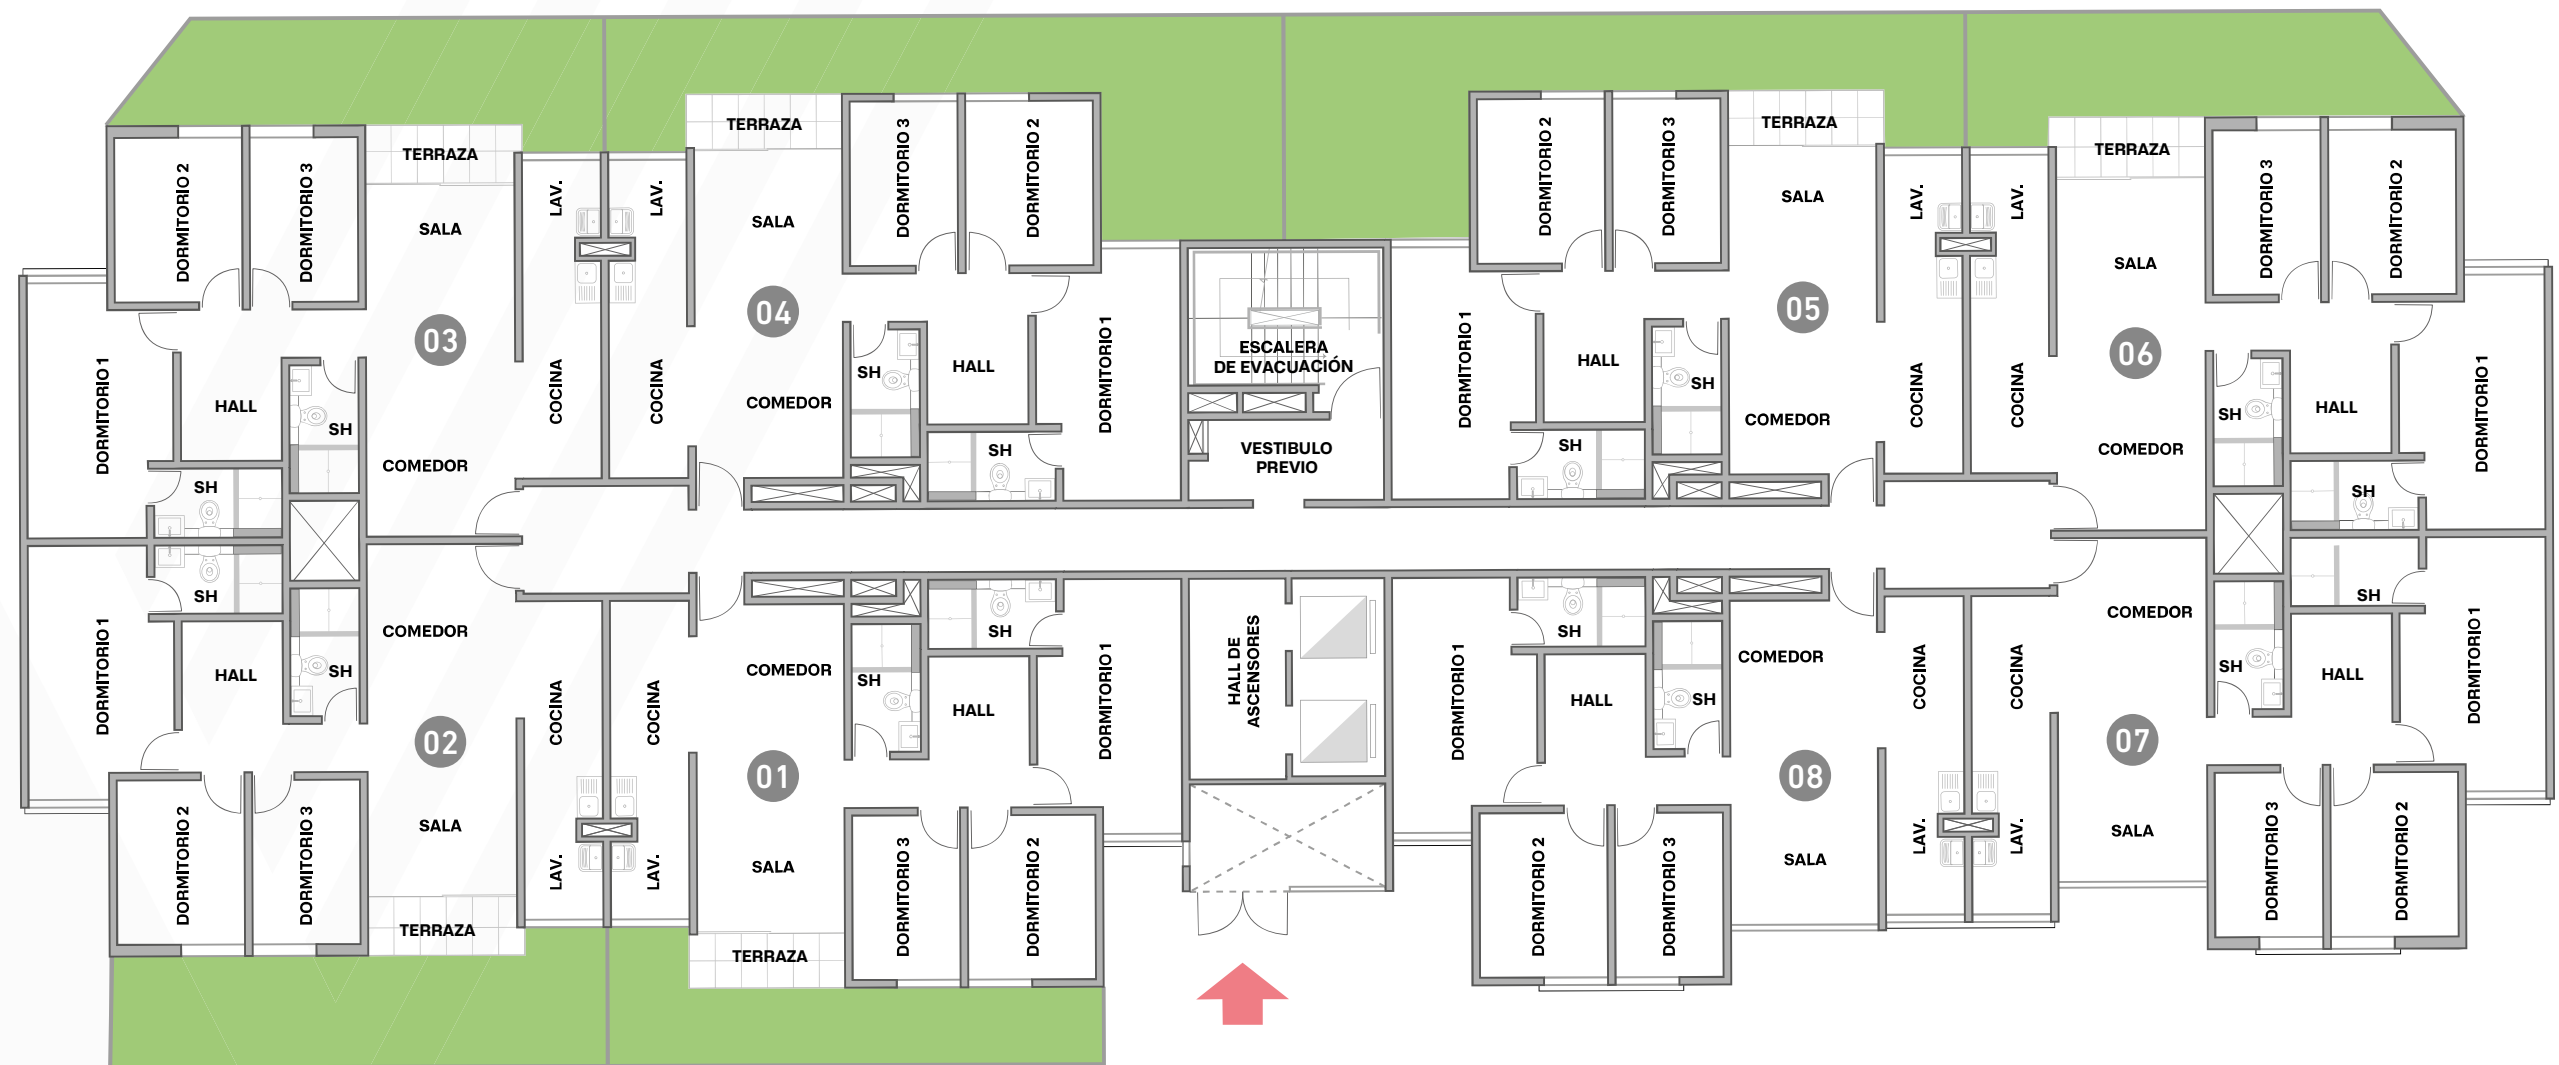 TERRAZA
DORMITORIO 2
DORMITORIO 3
SALA
LAV.
03
COCINA
DORMITORIO 1
HALL
SH
COMEDOR
SH
TERRAZA
LAV.
SALA
DORMITORIO 3
DORMITORIO 2
04
COCINA
COMEDOR
SH
HALL
DORMITORIO 1
SH
ESCALERA
DE EVACUACIÓN
VESTIBULO
PREVIO
TERRAZA
DORMITORIO 2
DORMITORIO 3
SALA
LAV.
05
DORMITORIO 1
HALL
SH
COMEDOR
COCINA
SH
TERRAZA
LAV.
DORMITORIO 3
DORMITORIO 2
SALA
06
COCINA
SH
HALL
DORMITORIO 1
COMEDOR
SH
SH
COMEDOR
DORMITORIO 1
HALL
SH
COCINA
02
DORMITORIO 2
DORMITORIO 3
SALA
LAV.
TERRAZA
SH
COMEDOR
SH
COCINA
HALL
DORMITORIO 1
01
SALA
LAV.
DORMITORIO 3
DORMITORIO 2
TERRAZA
HALL DE
ASCENSORES
SH
COMEDOR
DORMITORIO 1
HALL
SH
COCINA
08
SALA
LAV.
DORMITORIO 2
DORMITORIO 3
SH
COMEDOR
COCINA
SH
HALL
DORMITORIO 1
07
SALA
LAV.
DORMITORIO 3
DORMITORIO 2